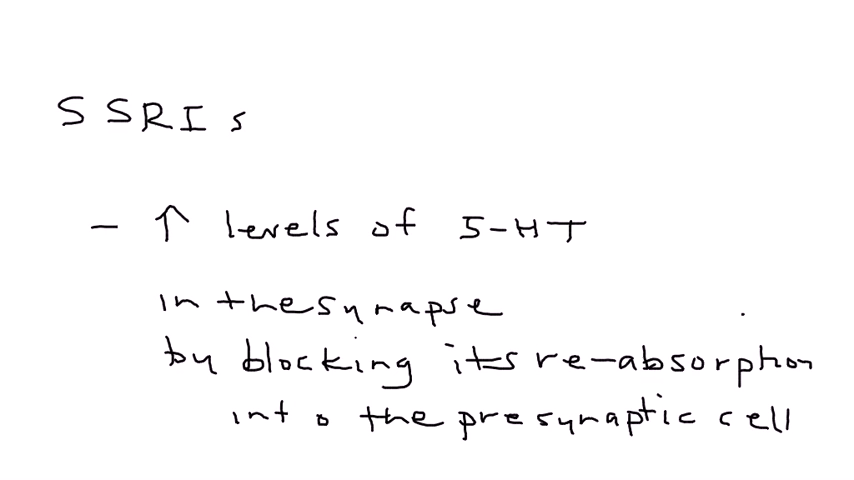 SSRIs
- ↑ levels of 5-HT
in the synapse
by blocking its re-absorption
into the presynaptic cell